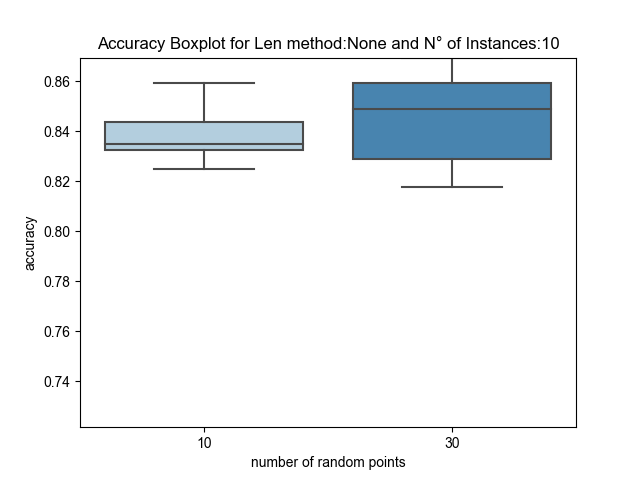 Accuracy Boxplot for Len method:None and N° of Instances:10
0.86
0.84
0.82
0.80
0.78
0.76
0.74
accuracy
10 30
number of random points